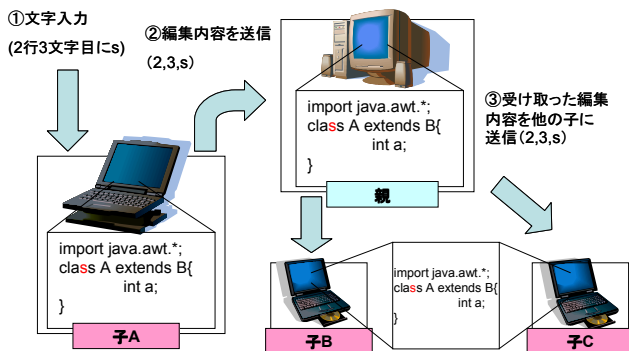 ①文字入力
(2行3文字目にs)
②編集内容を送信
(2,3,s)
import java.awt.*;
class A extends B{
int a;
}
親
③受け取った編集
内容を他の子に
送信(2,3,s)
import java.awt.*;
class A extends B{
int a;
}
子A
import java.awt.*;
class A extends B{
int a;
}
子B
子C